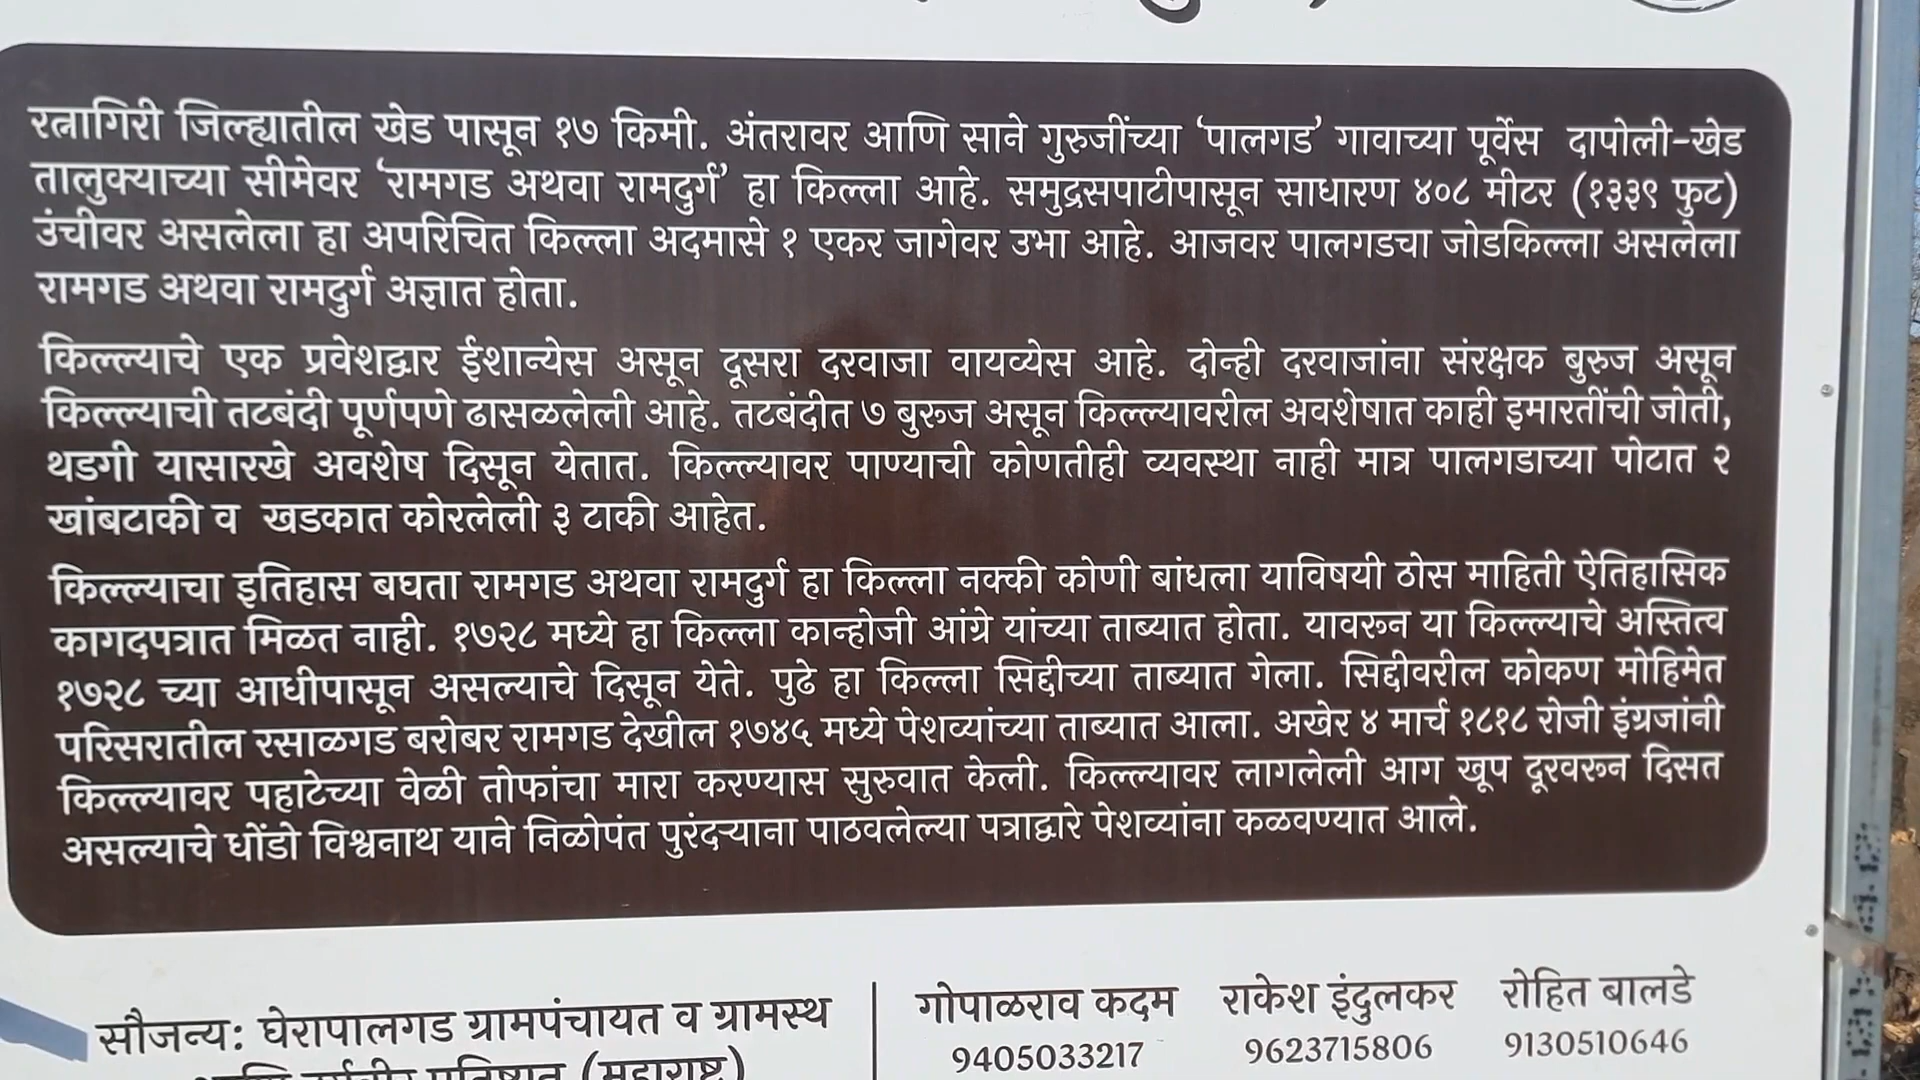 रत्नागिरी जिल्ह्यातील खेड पासून १७ किमी. अंतरावर आणि साने गुरुजींच्या ‘पालगड’ गावाच्या पूर्वेस दापोली-खेड
तालुक्याच्या सीमेवर ‘रामगड अथवा रामदुर्ग’ हा किल्ला आहे. समुद्रसपाटीपासून साधारण ४०८ मीटर (१३३९ फुट)
उंचीवर असलेला हा अपरिचित किल्ला अदमासे १ एकर जागेवर उभा आहे. आजवर पालगडचा जोडकिल्ला असलेला
रामगड अथवा रामदुर्ग अज्ञात होता.
किल्ल्याचे एक प्रवेशद्वार ईशान्येस असून दूसरा दरवाजा वायव्येस आहे. दोन्ही दरवाजांना संरक्षक बुरुज असून
किल्ल्याची तटबंदी पूर्णपणे ढासळलेली आहे. तटबंदीत ७ बुरूज असून किल्ल्यावरील अवशेषात काही इमारतींची जोती,
थडगी यासारखे अवशेष दिसून येतात. किल्ल्यावर पाण्याची कोणतीही व्यवस्था नाही मात्र पालगडाच्या पोटात २
खांबटाकी व खडकात कोरलेली ३ टाकी आहेत.
किल्ल्याचा इतिहास बघता रामगड अथवा रामदुर्ग हा किल्ला नक्की कोणी बांधला याविषयी ठोस माहिती ऐतिहासिक
कागदपत्रात मिळत नाही. १७२८ मध्ये हा किल्ला कान्होजी आंग्रे यांच्या ताब्यात होता. यावरून या किल्ल्याचे अस्तित्व
१७२८ च्या आधीपासून असल्याचे दिसून येते. पुढे हा किल्ला सिद्दीच्या ताब्यात गेला. सिद्दीवरील कोकण मोहिमेत
परिसरातील रसाळगड बरोबर रामगड देखील १७४५ मध्ये पेशव्यांच्या ताब्यात आला. अखेर ४ मार्च १८१८ रोजी इंग्रजांनी
किल्ल्यावर पहाटेच्या वेळी तोफांचा मारा करण्यास सुरुवात केली. किल्ल्यावर लागलेली आग खूप दूरवरून दिसत
असल्याचे धोंडो विश्वनाथ याने निळोपंत पुरंदऱ्याना पाठवलेल्या पत्राद्वारे पेशव्यांना कळवण्यात आले.
सौजन्य: घेरापालगड ग्रामपंचायत व ग्रामस्थ
आणि दुर्गवीर प्रतिष्ठान (महाराष्ट्र)
गोपाळराव कदम राकेश इंदुलकर रोहित बालडे
9405033217 9623715806 9130510646